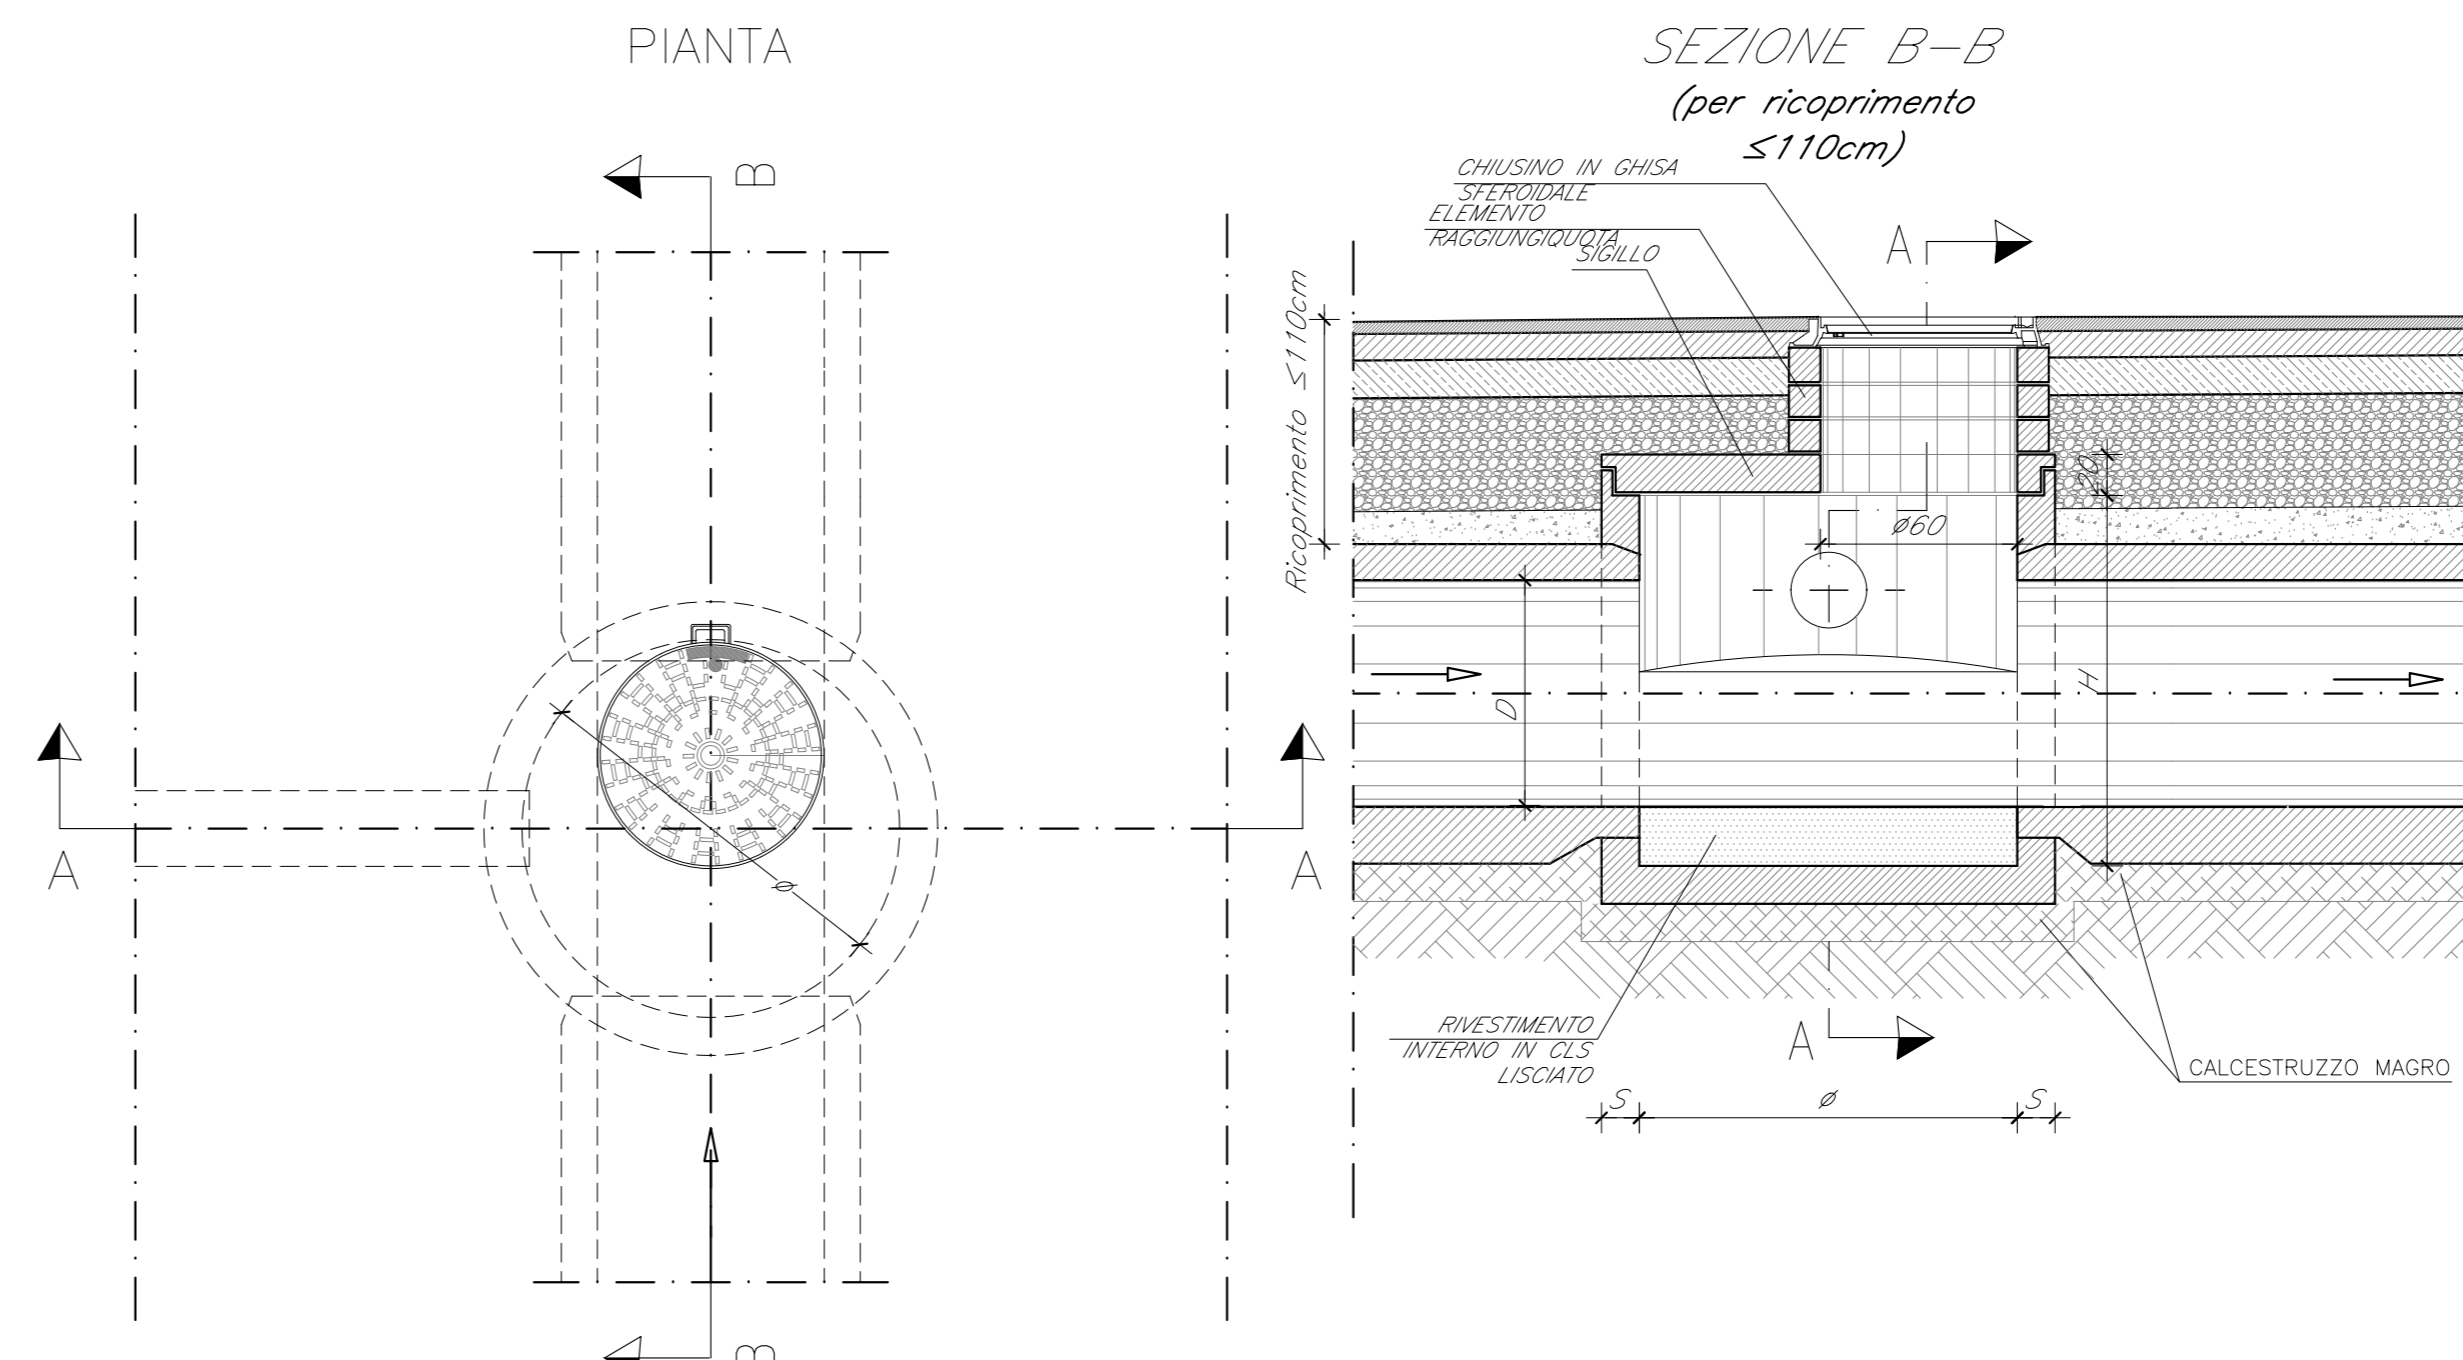 PIANTA
B
A
A
Ø
B
SEZIONE B-B
(per ricoprimento
≤110cm)
CHIUSINO IN GHISA
SFEROIDALE
ELEMENTO
RAGGIUNGIQUOTA
SIGILLO
A
Ricoprimento ≤110cm
20
Ø60
D
H
RIVESTIMENTO
INTERNO IN CLS
LISCIATO
A
CALCESTRUZZO MAGRO
S
Ø
S